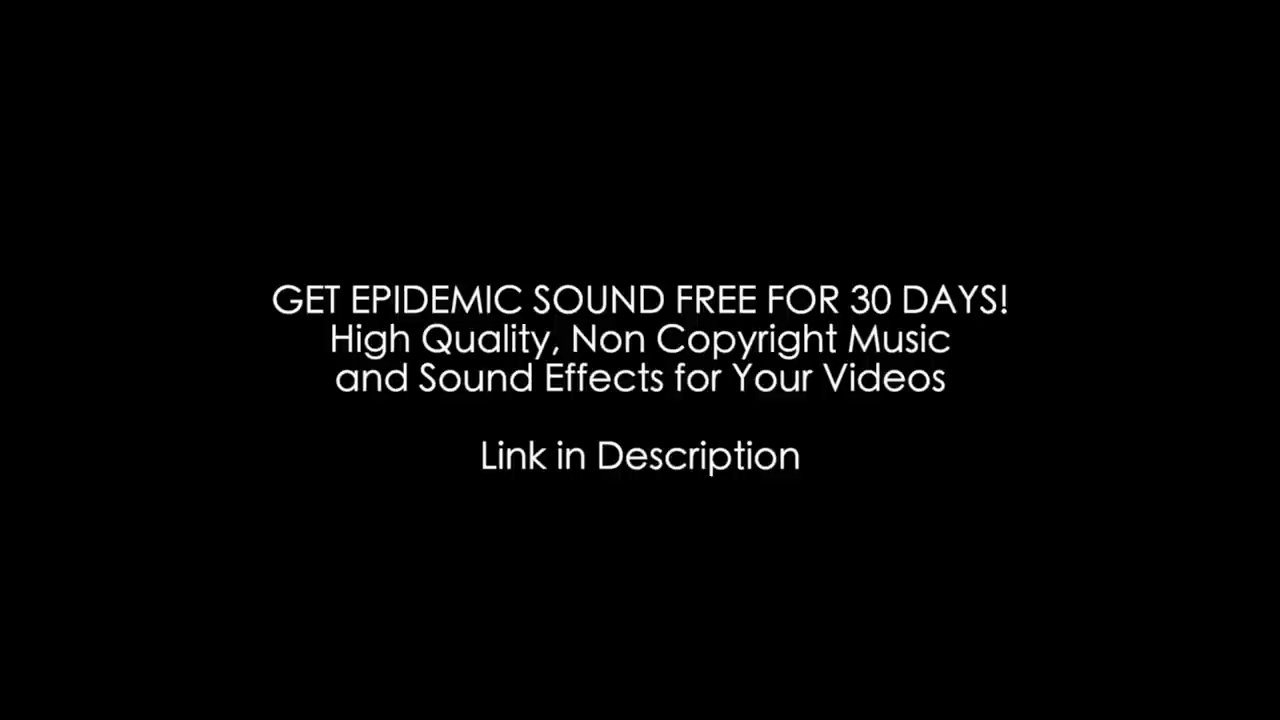 GET EPIDEMIC SOUND FREE FOR 30 DAYS!
High Quality, Non Copyright Music
and Sound Effects for Your Videos
Link in Description